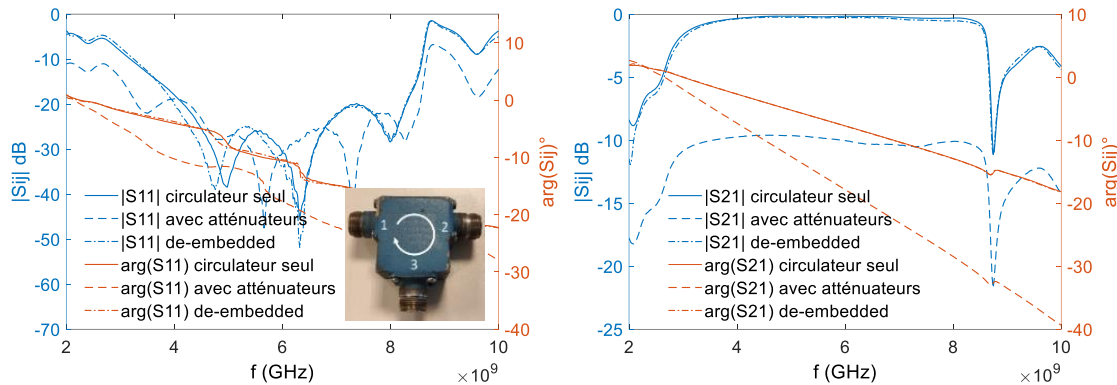 0
-10
-20
-30
-40
-50
-60
-70
|Sij| dB
10
0
-10
-20
-30
-40
arg(Sij)°
|S11| circulateur seul
|S11| avec atténuateurs
|S11| de-embedded
arg(S11) circulateur seul
arg(S11) avec atténuateurs
arg(S11) de-embedded
1
2
3
2 4 6 8 10
f (GHz)
×10⁹
0
-5
-10
-15
-20
-25
|Sij| dB
10
0
-10
-20
-30
-40
arg(Sij)°
|S21| circulateur seul
|S21| avec atténuateurs
|S21| de-embedded
arg(S21) circulateur seul
arg(S21) avec atténuateurs
arg(S21) de-embedded
2 4 6 8 10
f (GHz)
×10⁹